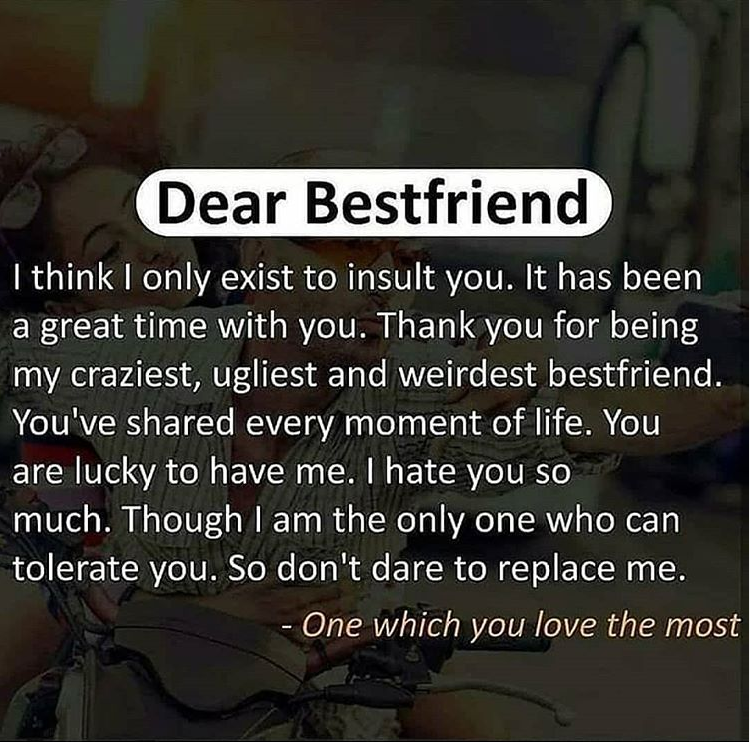 Dear Bestfriend
I think I only exist to insult you. It has been
a great time with you. Thank you for being
my craziest, ugliest and weirdest bestfriend.
You've shared every moment of life. You
are lucky to have me. I hate you so
much. Though I am the only one who can
tolerate you. So don't dare to replace me.
- One which you love the most